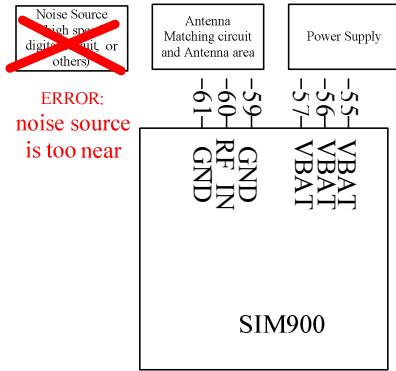 Noise Source
(high speed
digital circuit, or
others)
Antenna
Matching circuit
and Antenna area
Power Supply
ERROR:
noise source
is too near
-61-
-60-
-59-
-57-
-56-
-55-
GND
RF IN
GND
VBAT
VBAT
VBAT
SIM900